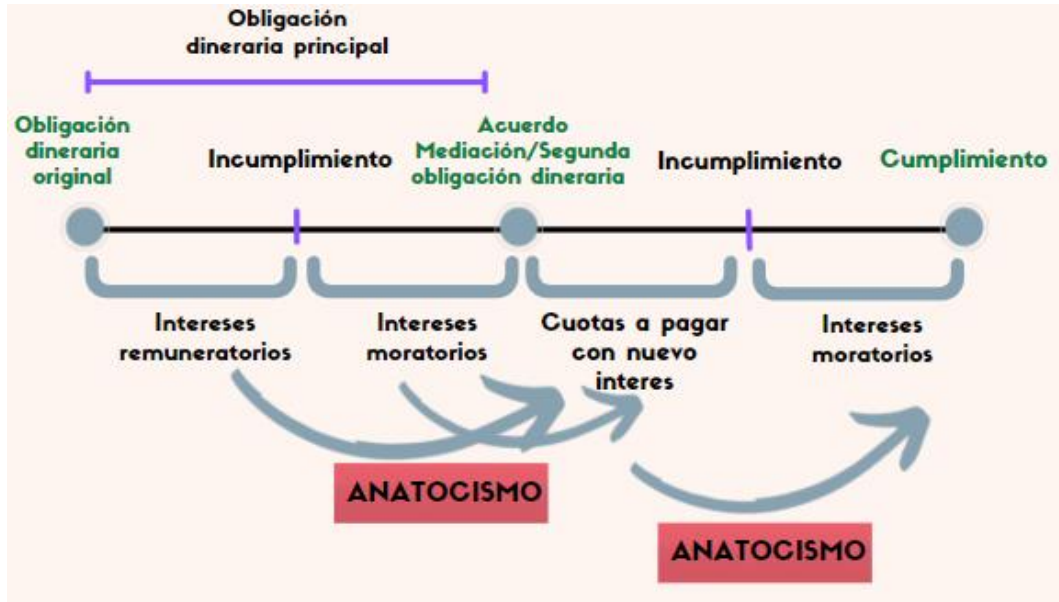 Obligación
dineraria principal
Obligación
dineraria
original
Incumplimiento
Acuerdo
Mediación/Segunda
obligación dineraria
Incumplimiento
Cumplimiento
Intereses
remuneratorios
Intereses
moratorios
Cuotas a pagar
con nuevo
interes
Intereses
moratorios
ANATOCISMO
ANATOCISMO